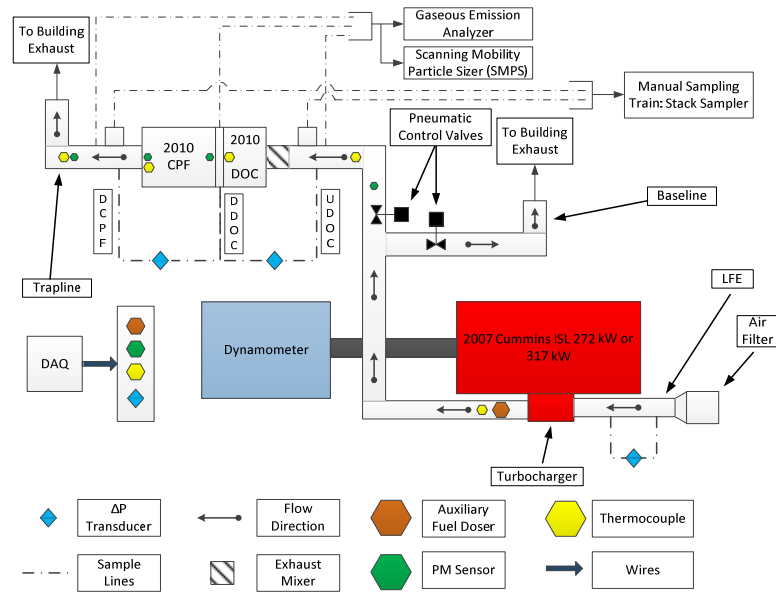 To Building
Exhaust
Gaseous Emission
Analyzer
Scanning Mobility
Particle Sizer (SMPS)
Manual Sampling
Train: Stack Sampler
Pneumatic
Control Valves
To Building
Exhaust
2010
CPF
2010
DOC
Baseline
D
C
P
F
D
D
O
C
U
D
O
C
Trapline
LFE
Air
Filter
DAQ
Dynamometer
2007 Cummins ISL 272 kW or
317 kW
Turbocharger
ΔP
Transducer
Flow
Direction
Auxiliary
Fuel Doser
Thermocouple
Sample
Lines
Exhaust
Mixer
PM Sensor
Wires